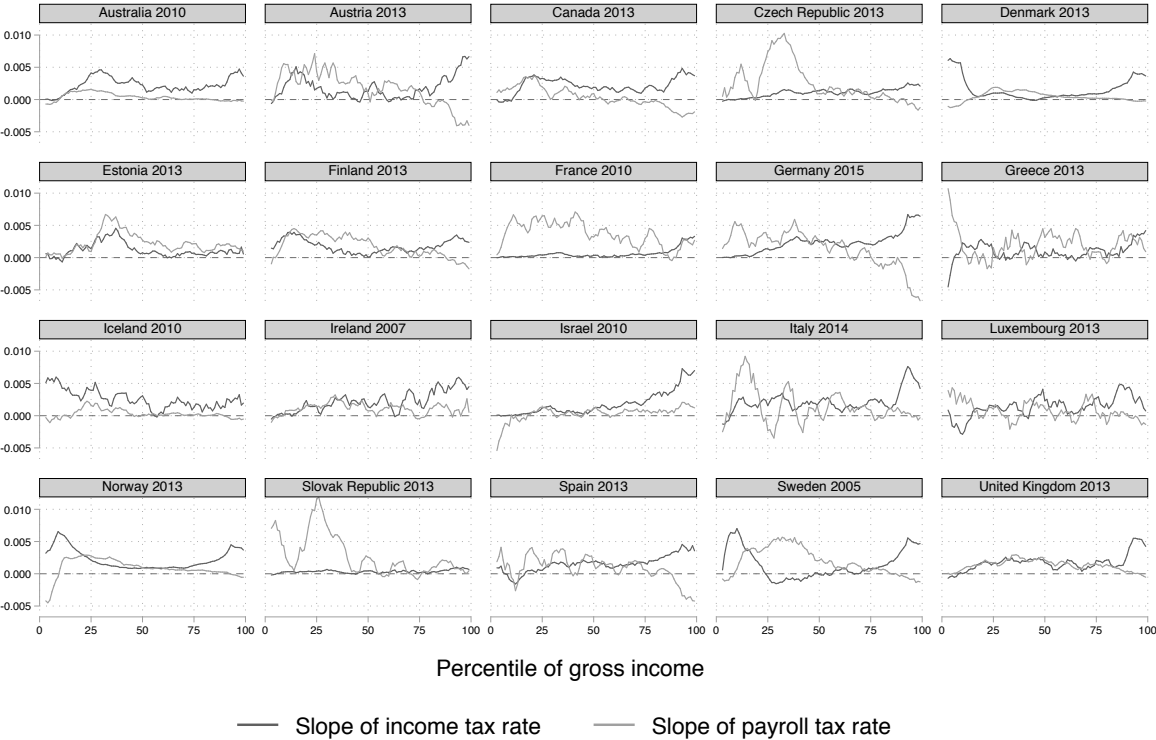 Australia 2010 Austria 2013 Canada 2013 Czech Republic 2013 Denmark 2013
0.010
0.005
0.000
-0.005
Estonia 2013 Finland 2013 France 2010 Germany 2015 Greece 2013
0.010
0.005
0.000
-0.005
Iceland 2010 Ireland 2007 Israel 2010 Italy 2014 Luxembourg 2013
0.010
0.005
0.000
-0.005
Norway 2013 Slovak Republic 2013 Spain 2013 Sweden 2005 United Kingdom 2013
0.010
0.005
0.000
-0.005
0 25 50 75 100 0 25 50 75 100 0 25 50 75 100 0 25 50 75 100 0 25 50 75 100
Percentile of gross income
Slope of income tax rate Slope of payroll tax rate